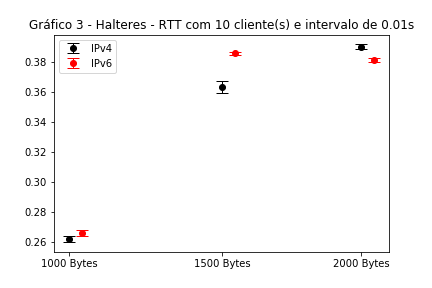 Gráfico 3 - Halteres - RTT com 10 cliente(s) e intervalo de 0.01s
IPv4
IPv6
0.38
0.36
0.34
0.32
0.30
0.28
0.26
1000 Bytes 1500 Bytes 2000 Bytes